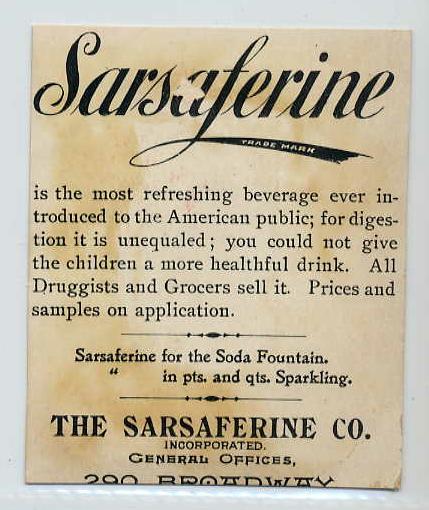 Sarsaferine
TRADE MARK
is the most refreshing beverage ever in-
troduced to the American public; for diges-
tion it is unequaled; you could not give
the children a more healthful drink. All
Druggists and Grocers sell it. Prices and
samples on application.
Sarsaferine for the Soda Fountain.
“ in pts. and qts. Sparkling.
THE SARSAFERINE CO.
INCORPORATED.
GENERAL OFFICES,
290 BROADWAY